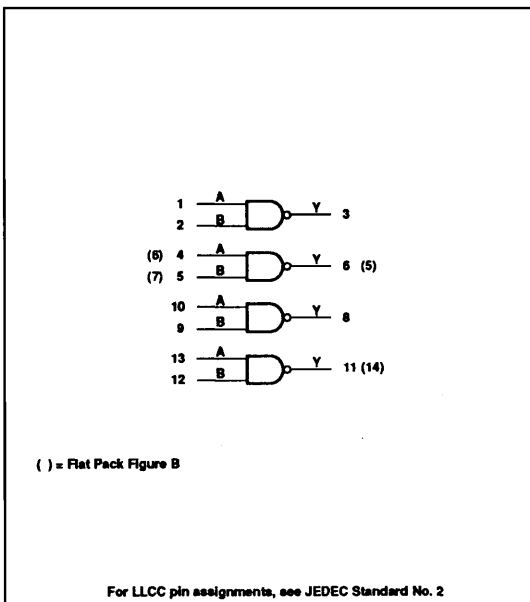 A
1
Y
3
B
2
A
(6) 4
Y
6 (5)
B
(7) 5
A
10
Y
8
B
9
A
13
Y
11 (14)
B
12
( ) = Flat Pack Figure B
For LLCC pin assignments, see JEDEC Standard No. 2